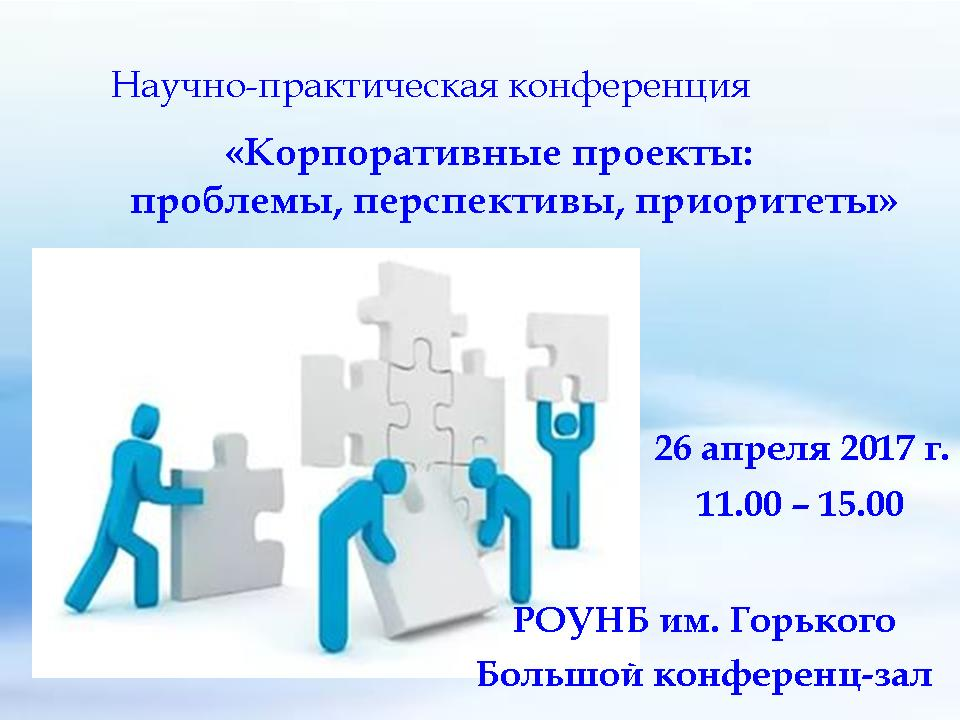 Научно-практическая конференция
«Корпоративные проекты:
проблемы, перспективы, приоритеты»
26 апреля 2017 г.
11.00 – 15.00
РОУНБ им. Горького
Большой конференц-зал